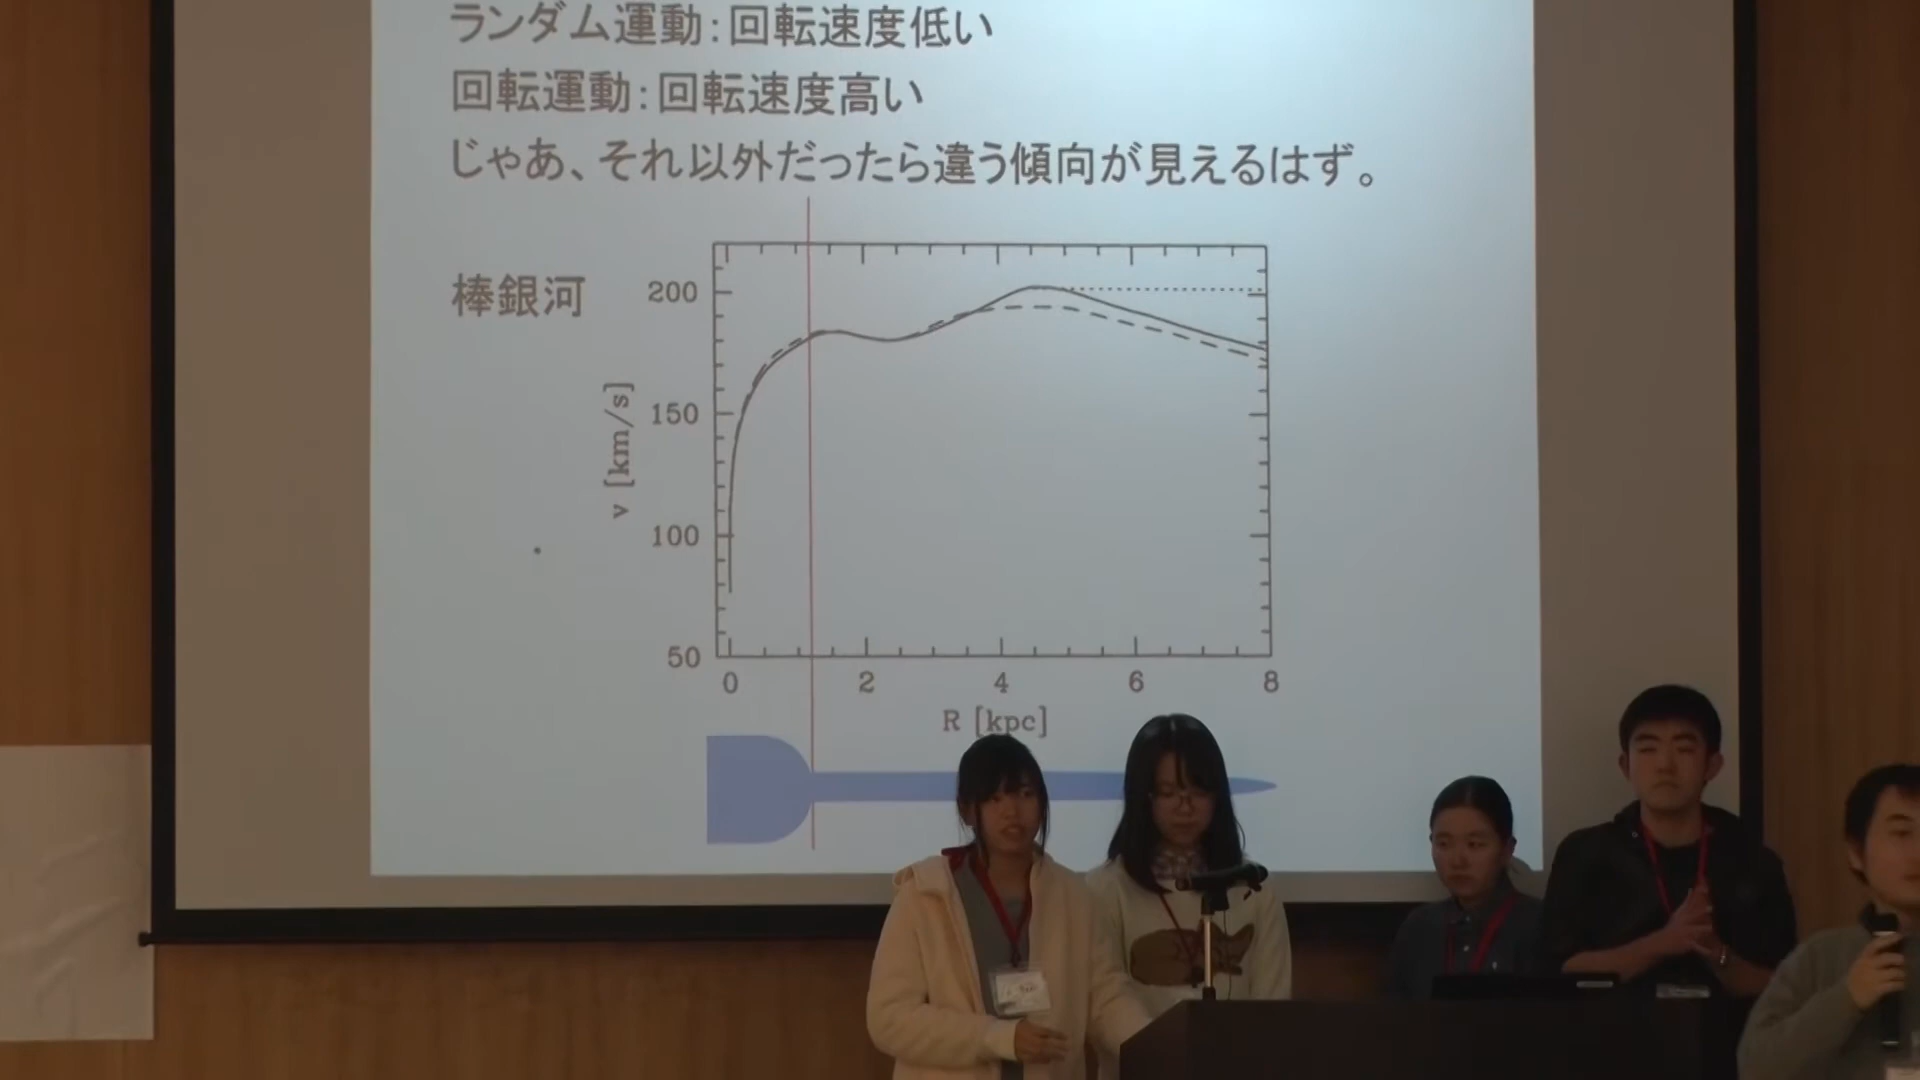 ランダム運動：回転速度低い
回転運動：回転速度高い
じゃあ、それ以外だったら違う傾向が見えるはず。
棒銀河
200
150
100
50
v [km/s]
0 2 4 6 8
R [kpc]